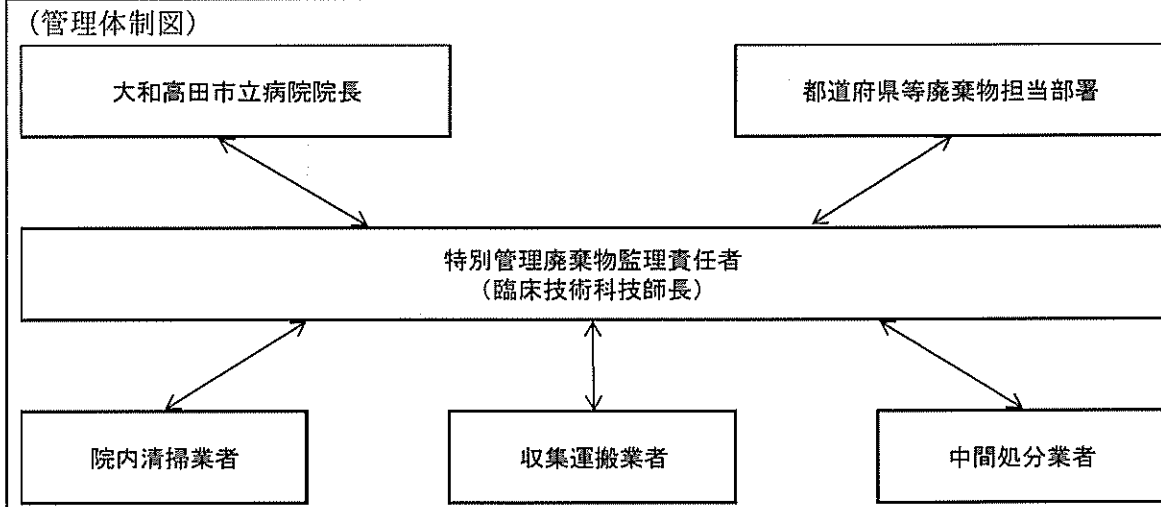 (管理体制図)
大和高田市立病院院長
都道府県等廃棄物担当部署
特別管理廃棄物監理責任者
(臨床技術科技師長)
院内清掃業者
収集運搬業者
中間処分業者